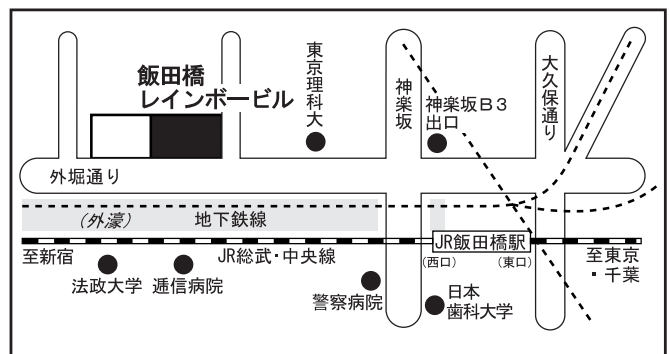 飯田橋
レインボービル
東京理科大
神楽坂
神楽坂B3
出口
大久保通り
外堀通り
(外濠)
地下鉄線
JR飯田橋駅
(西口)
(東口)
至新宿
JR総武・中央線
至東京
・千葉
法政大学
逓信病院
警察病院
日本
歯科大学